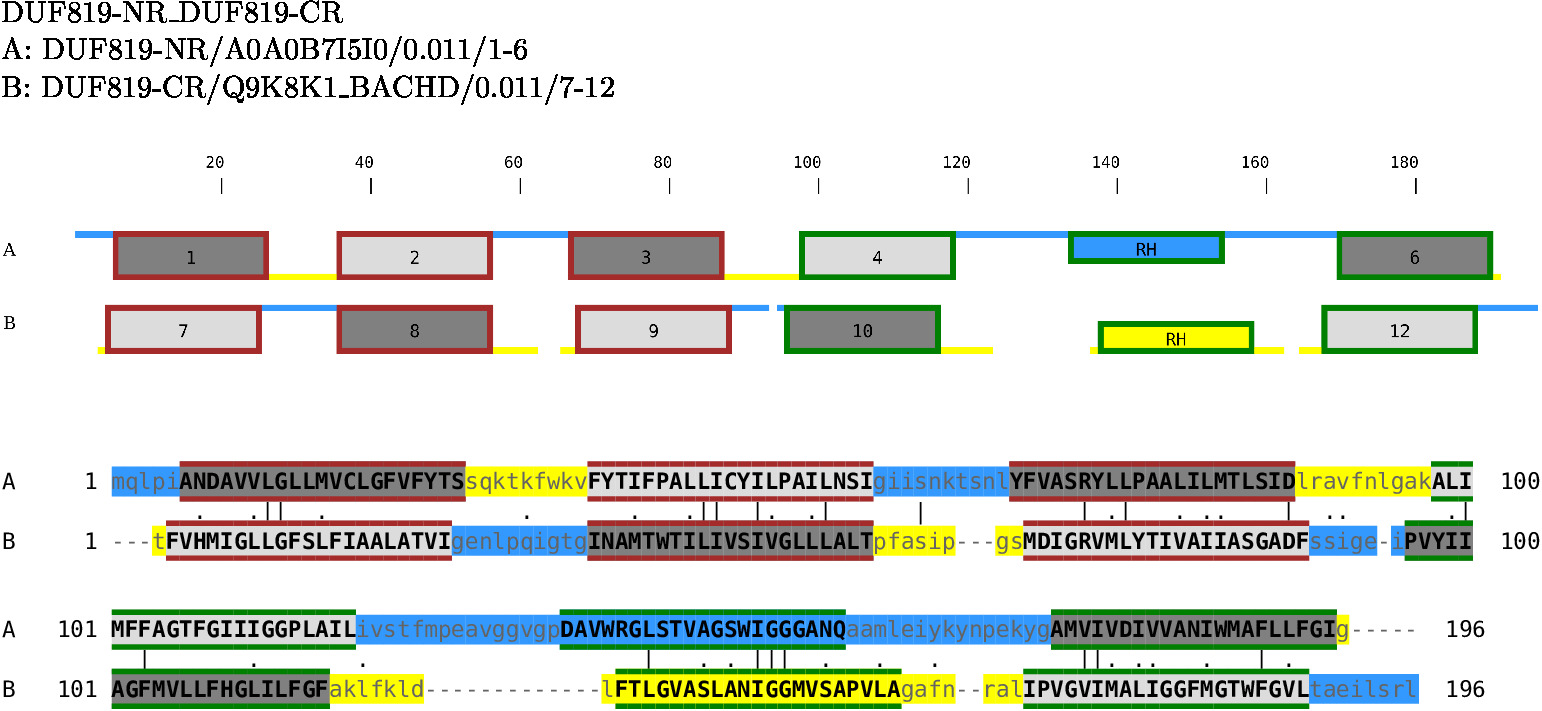 DUF819-NR_DUF819-CR
A: DUF819-NR/A0A0B7I5I0/0.011/1-6
B: DUF819-CR/Q9K8K1_BACHD/0.011/7-12
20 40 60 80 100 120 140 160 180
A 1 2 3 4 RH 6
B 7 8 9 10 RH 12
A 1 mqlpiANDAVVLGLLMVCLGFVFYTSsqktkfwkvFYTIFPALLICYILPAILNSIgiisnktsnlYFVASRYLLPAALILMTLSIDlravfnlgakALI 100
B 1 ---tFVHMIGLLGFSLFIAALATVIgenlpqigtgINAMTWTILIVSIVGLLLALTpfasip---gsMDIGRVMLYTIVAIIASGADFssige-iPVYII 100
A 101 MFFAGTFGIIIGGPLAILivstfmpeavggvgpDAVWRGLSTVAGSWIGGGANQaamleiykynpekygAMVIVDIVVANIWMAFLLFGIg----- 196
B 101 AGFMVLLFHGLILFGFaklfkld-------------lFTLGVASLANIGGMVSAPVLAgafn--ralIPVGVIMALIGGFMGTWFGVLtaeilsrl 196